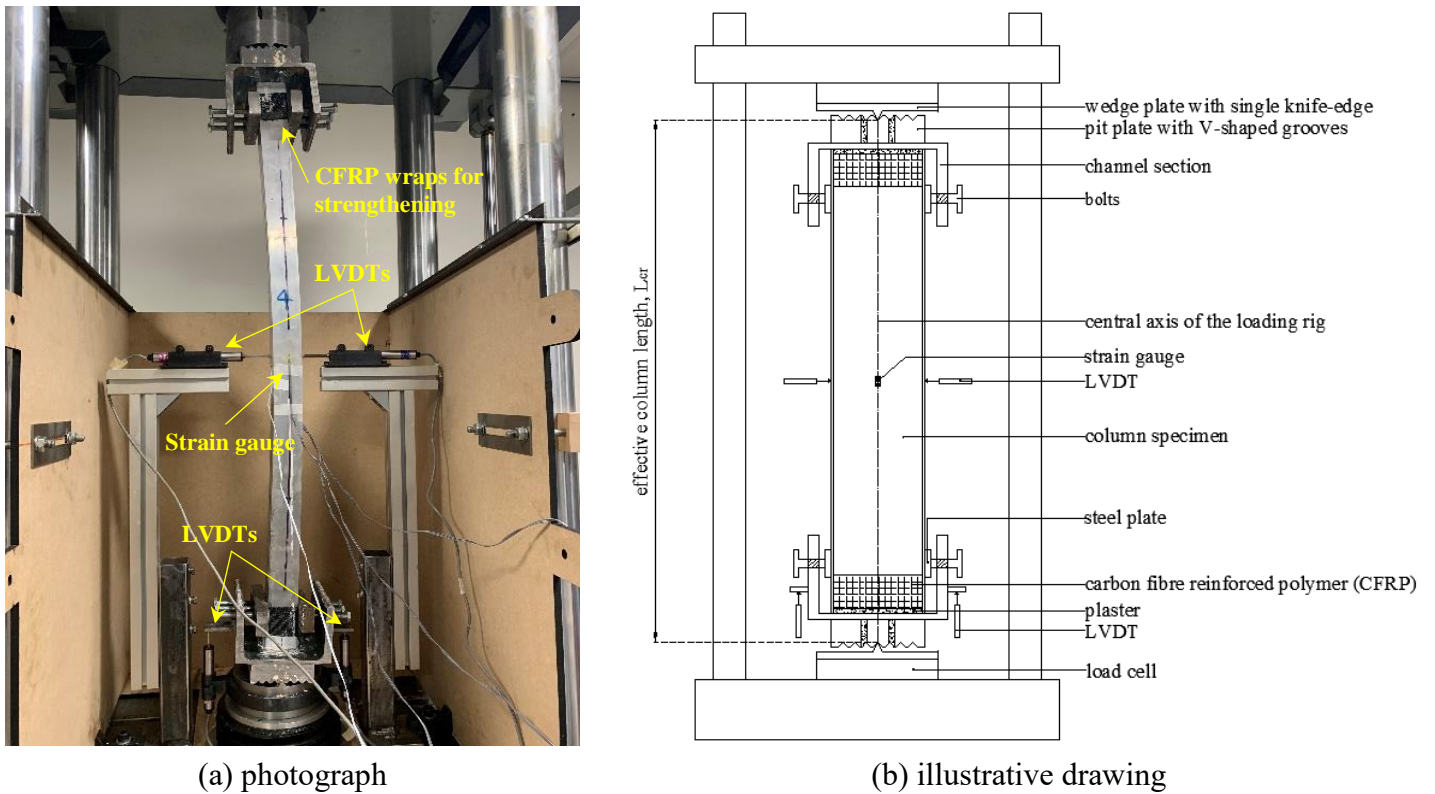 CFRP wraps for
strengthening
LVDTs
4
Strain gauge
LVDTs
(a) photograph
effective column length, Lcr
wedge plate with single knife-edge
pit plate with V-shaped grooves
channel section
bolts
central axis of the loading rig
strain gauge
LVDT
column specimen
steel plate
carbon fibre reinforced polymer (CFRP)
plaster
LVDT
load cell
(b) illustrative drawing